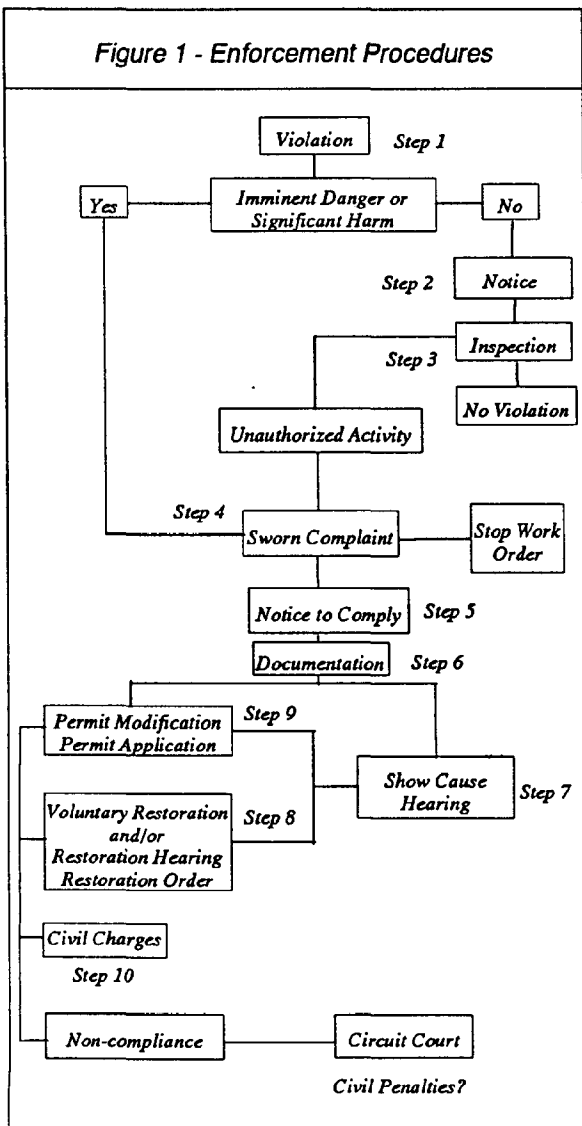 Figure 1 - Enforcement Procedures
Violation
Step 1
Yes
Imminent Danger or
Significant Harm
No
Step 2
Notice
Step 3
Inspection
No Violation
Unauthorized Activity
Step 4
Sworn Complaint
Stop Work
Order
Notice to Comply
Step 5
Documentation
Step 6
Permit Modification
Permit Application
Step 9
Show Cause
Hearing
Step 7
Voluntary Restoration
and/or
Restoration Hearing
Restoration Order
Step 8
Civil Charges
Step 10
Non-compliance
Circuit Court
Civil Penalties?